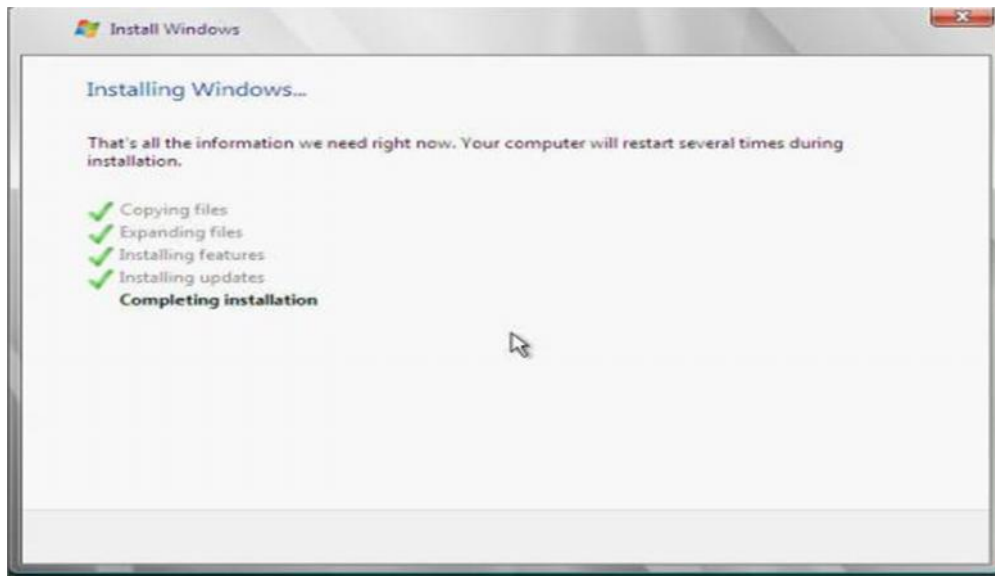 Install Windows
Installing Windows...
That's all the information we need right now. Your computer will restart several times during
installation.
Copying files
Expanding files
Installing features
Installing updates
Completing installation